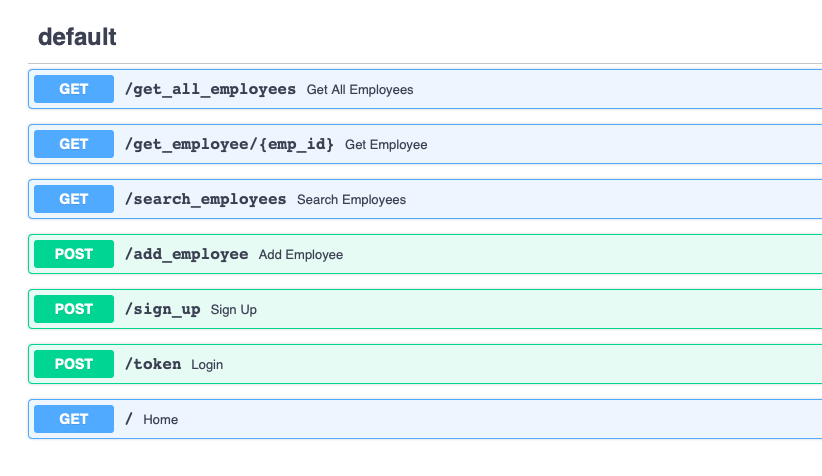 default
GET /get_all_employees Get All Employees
GET /get_employee/{emp_id} Get Employee
GET /search_employees Search Employees
POST /add_employee Add Employee
POST /sign_up Sign Up
POST /token Login
GET / Home